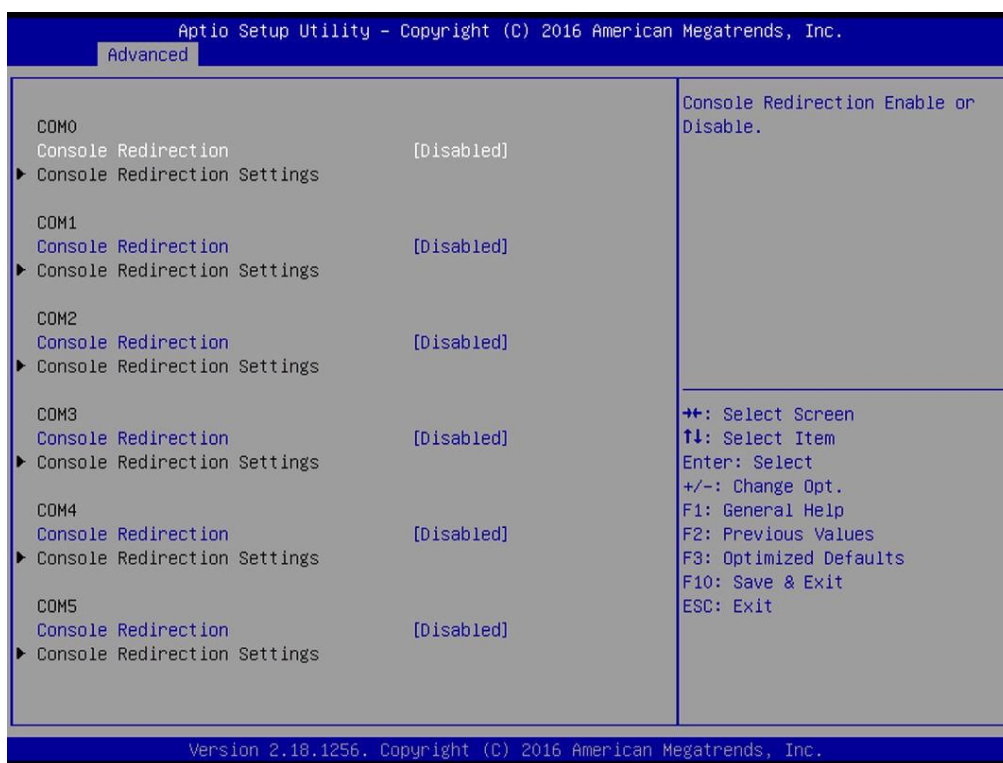 Aptio Setup Utility – Copyright (C) 2016 American Megatrends, Inc.
Advanced
COM0
Console Redirection [Disabled]
► Console Redirection Settings
COM1
Console Redirection [Disabled]
► Console Redirection Settings
COM2
Console Redirection [Disabled]
► Console Redirection Settings
COM3
Console Redirection [Disabled]
► Console Redirection Settings
COM4
Console Redirection [Disabled]
► Console Redirection Settings
COM5
Console Redirection [Disabled]
► Console Redirection Settings
Console Redirection Enable or
Disable.
→←: Select Screen
↑↓: Select Item
Enter: Select
+/-: Change Opt.
F1: General Help
F2: Previous Values
F3: Optimized Defaults
F10: Save & Exit
ESC: Exit
Version 2.18.1256. Copyright (C) 2016 American Megatrends, Inc.